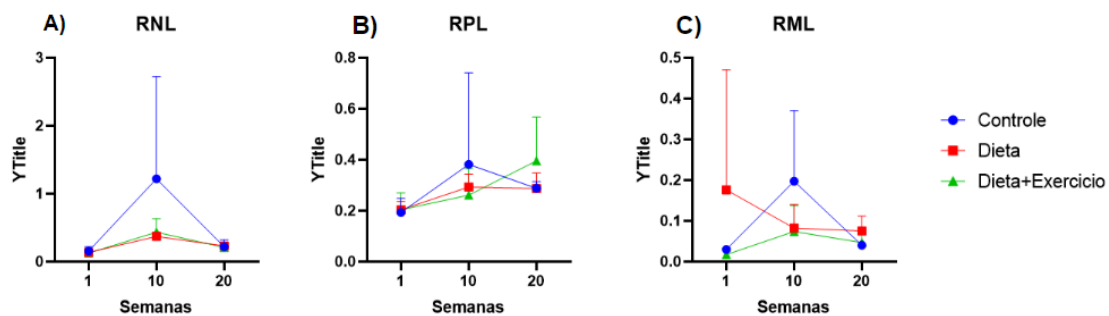 A) RNL
YTitle
3
2
1
0
1 10 20
Semanas
B) RPL
YTitle
0.8
0.6
0.4
0.2
0.0
1 10 20
Semanas
C) RML
YTitle
0.5
0.4
0.3
0.2
0.1
0.0
1 10 20
Semanas
Controle
Dieta
Dieta+Exercicio